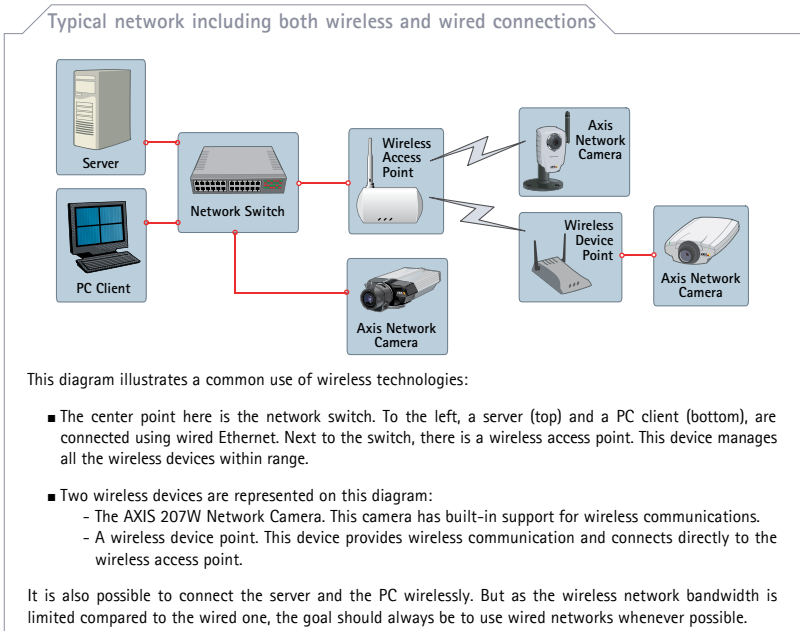 Typical network including both wireless and wired connections
Server
PC Client
Network Switch
Wireless
Access
Point
Axis
Network
Camera
Wireless
Device
Point
Axis Network
Camera
Axis Network
Camera
This diagram illustrates a common use of wireless technologies:
■ The center point here is the network switch. To the left, a server (top) and a PC client (bottom), are
connected using wired Ethernet. Next to the switch, there is a wireless access point. This device manages
all the wireless devices within range.
■ Two wireless devices are represented on this diagram:
- The AXIS 207W Network Camera. This camera has built-in support for wireless communications.
- A wireless device point. This device provides wireless communication and connects directly to the
wireless access point.
It is also possible to connect the server and the PC wirelessly. But as the wireless network bandwidth is
limited compared to the wired one, the goal should always be to use wired networks whenever possible.